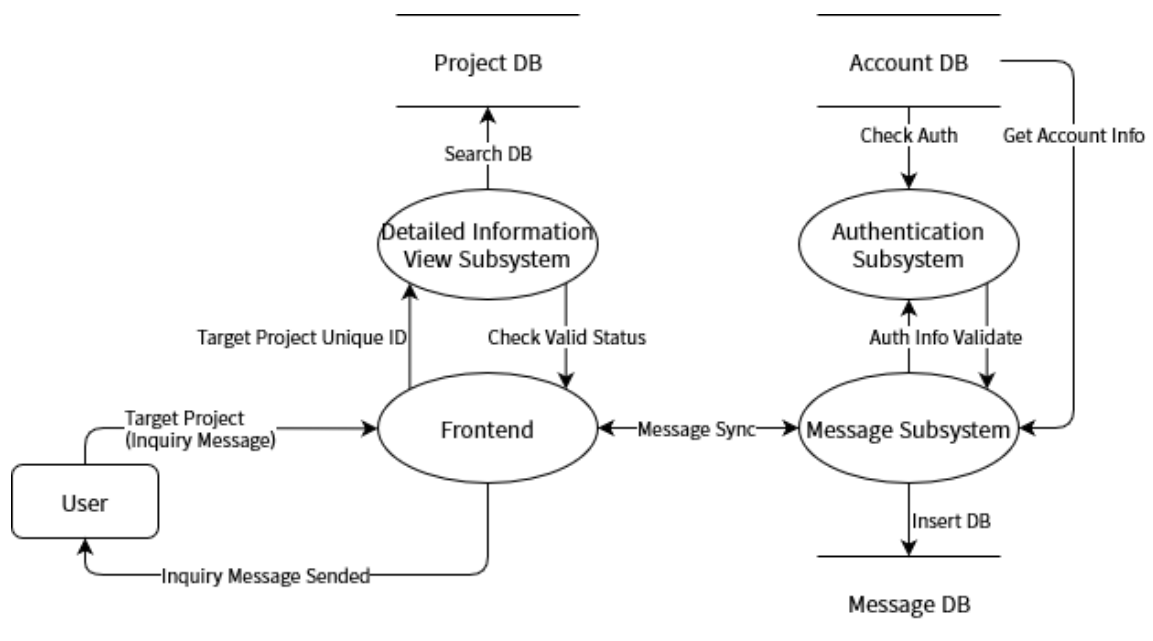 Project DB
Account DB
Search DB
Check Auth
Get Account Info
Detailed Information
View Subsystem
Authentication
Subsystem
Target Project Unique ID
Check Valid Status
Auth Info Validate
Target Project
(Inquiry Message)
Frontend
Message Sync
Message Subsystem
User
Insert DB
Inquiry Message Sended
Message DB